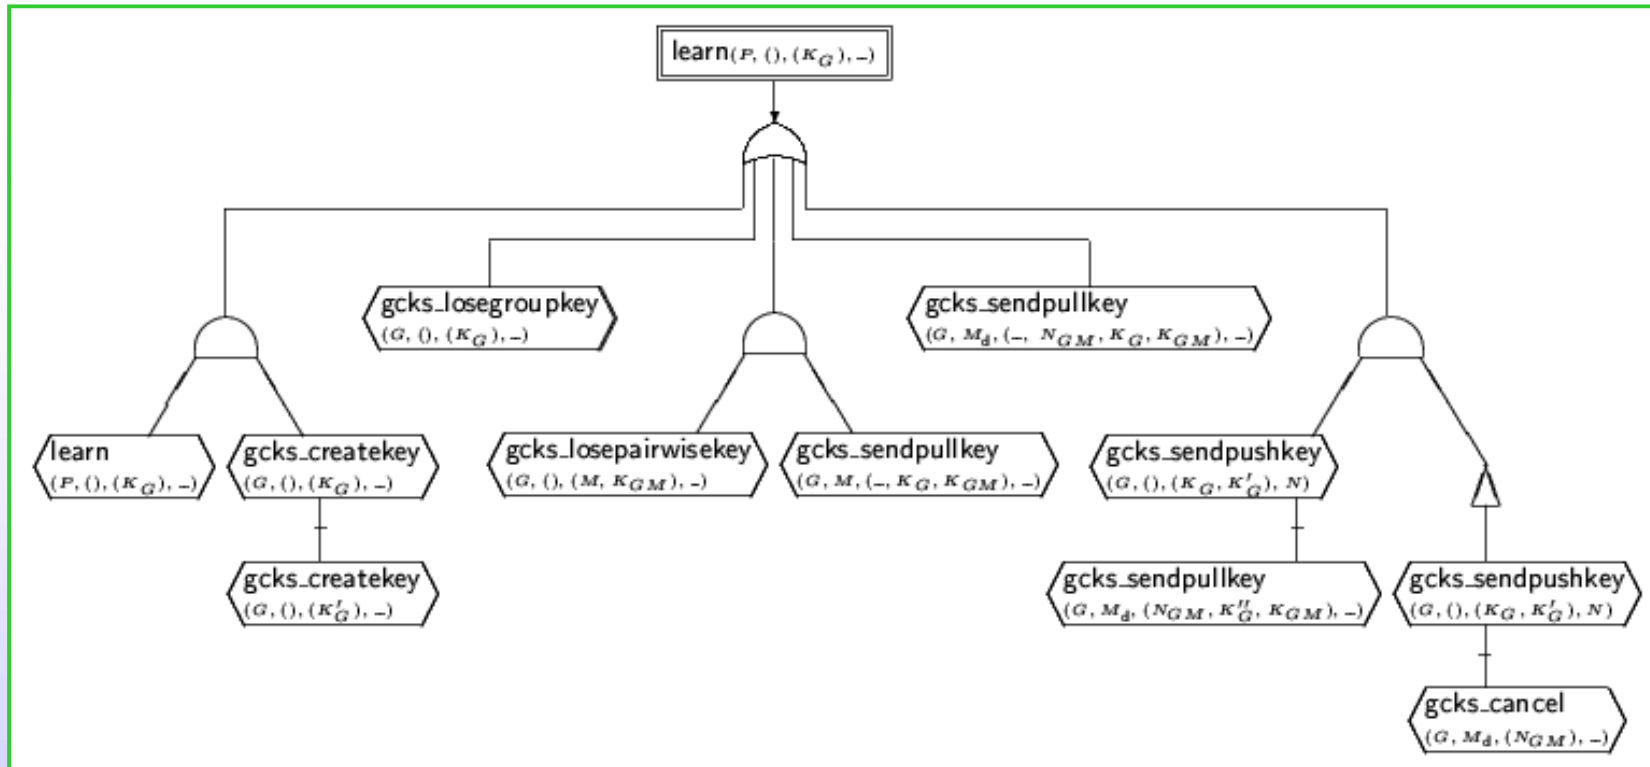 learn(P, (), (K_G), _)
gcks_losegroupkey
(G, (), (K_G), _)
gcks_sendpullkey
(G, M_d, (_, N_GM, K_G, K_GM), _)
learn
(P, (), (K_G), _)
gcks_createkey
(G, (), (K_G), _)
gcks_losepairwisekey
(G, (), (M, K_GM), _)
gcks_sendpullkey
(G, M, (_, K_G, K_GM), _)
gcks_sendpushkey
(G, (), (K_G, K'_G), N)
gcks_createkey
(G, (), (K'_G), _)
gcks_sendpullkey
(G, M_d, (N_GM, K''_G, K_GM), _)
gcks_sendpushkey
(G, (), (K_G, K'_G), N)
gcks_cancel
(G, M_d, (N_GM), _)